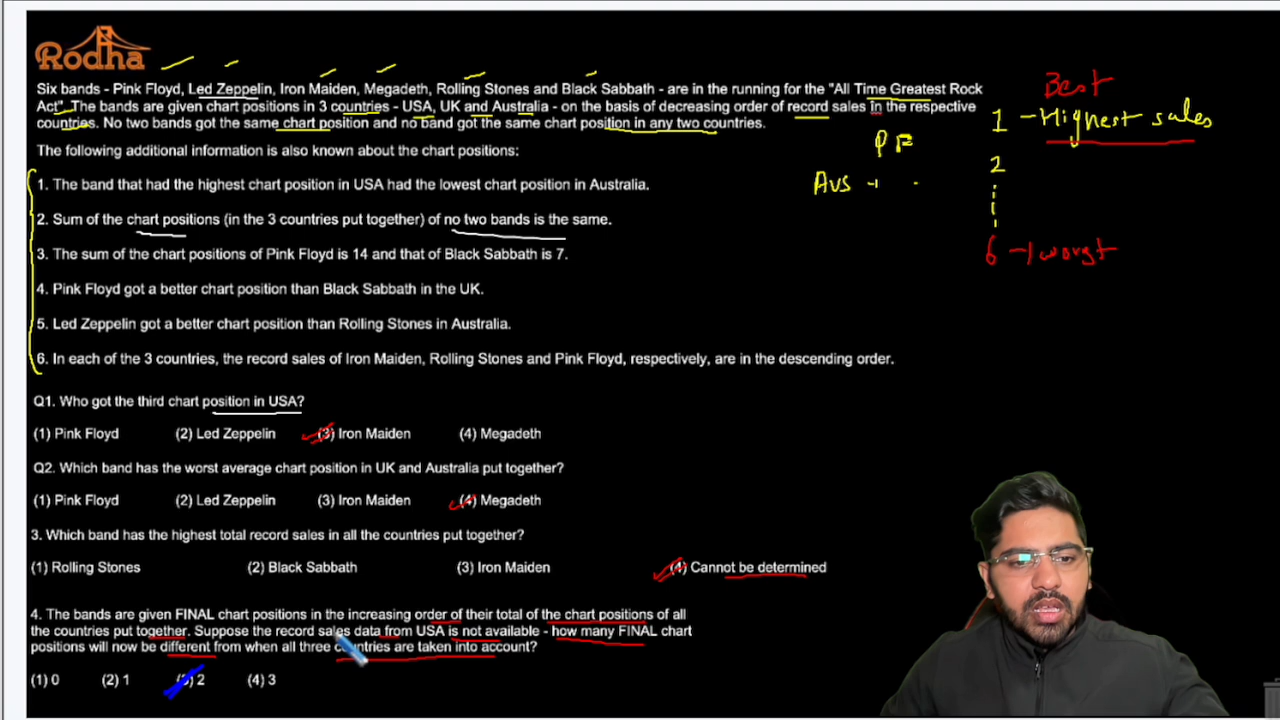 Rodha
Six bands - Pink Floyd, Led Zeppelin, Iron Maiden, Megadeth, Rolling Stones and Black Sabbath - are in the running for the "All Time Greatest Rock
Act". The bands are given chart positions in 3 countries - USA, UK and Australia - on the basis of decreasing order of record sales in the respective
countries. No two bands got the same chart position and no band got the same chart position in any two countries.
The following additional information is also known about the chart positions:
1. The band that had the highest chart position in USA had the lowest chart position in Australia.
2. Sum of the chart positions (in the 3 countries put together) of no two bands is the same.
3. The sum of the chart positions of Pink Floyd is 14 and that of Black Sabbath is 7.
4. Pink Floyd got a better chart position than Black Sabbath in the UK.
5. Led Zeppelin got a better chart position than Rolling Stones in Australia.
6. In each of the 3 countries, the record sales of Iron Maiden, Rolling Stones and Pink Floyd, respectively, are in the descending order.
Best
1 - Highest sales
2
6 - worst
PF
Aus
Q1. Who got the third chart position in USA?
(1) Pink Floyd (2) Led Zeppelin (3) Iron Maiden (4) Megadeth
Q2. Which band has the worst average chart position in UK and Australia put together?
(1) Pink Floyd (2) Led Zeppelin (3) Iron Maiden (4) Megadeth
3. Which band has the highest total record sales in all the countries put together?
(1) Rolling Stones (2) Black Sabbath (3) Iron Maiden (4) Cannot be determined
4. The bands are given FINAL chart positions in the increasing order of their total of the chart positions of all
the countries put together. Suppose the record sales data from USA is not available - how many FINAL chart
positions will now be different from when all three countries are taken into account?
(1) 0 (2) 1 (3) 2 (4) 3